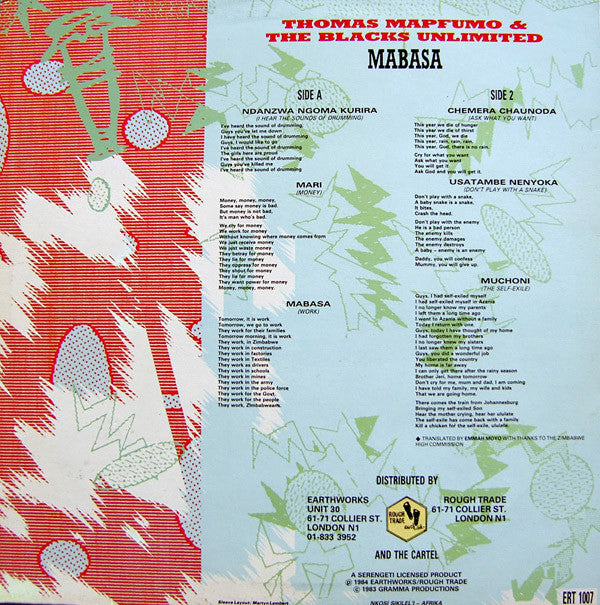 THOMAS MAPFUMO &
THE BLACKS UNLIMITED
MABASA
SIDE A
NDANZWA NGOMA KURIRA
(I HEAR THE SOUNDS OF DRUMMING)
I've heard the sound of drumming
Guys you've let me down
I have heard the sound of drumming
Guys, I would like to go
I've heard the sound of drumming
The girls here are proud
I've heard the sound of drumming
Guys you've killed me
I've heard the sound of drumming
MARI
(MONEY)
Money, money, money,
Some say money is bad.
But money is not bad.
It's man who's bad.
We cry for money
We work for money
Without knowing where money comes from
We just receive money
We just waste money
They betray for money
They lie for money
They oppress for money
They shout for money
They lie for money
They want power for money
Money, money, money.
MABASA
(WORK)
Tomorrow, it is work
Tomorrow, we go to work
They work for their families
Tomorrow morning, it is work
They work, in Zimbabwe
They work in construction
They work in factories
They work in Textiles
They work as drivers
They work in schools
They work in mines
They work in the army
They work in the police force
They work for the Govt.
They work for the people
They work, Zimbabweans.
SIDE 2
CHEMERA CHAUNODA
(ASK WHAT YOU WANT)
This year we die of hunger
This year we die of thirst
This year, God, we die
This year, rain, rain, rain,
This year, God, there is no rain.
Cry for what you want
Ask what you want
You will get it
Ask God and you will get it.
USATAMBE NENYOKA
(DON'T PLAY WITH A SNAKE)
Don't play with a snake,
A baby snake is a snake,
It bites,
Crash the head.
Don't play with the enemy
He is a bad person
The enemy kills
The enemy damages
The enemy destroys
A baby – enemy is an enemy
Daddy, you will confess
Mummy, you will give up.
MUCHONI
(THE SELF-EXILE)
Guys, I had self-exiled myself
I had self-exiled myself in Azania
I no longer know my parents
I left them a long time ago
I want to Azania without a family
Today I return with one.
Guys, today I have thought of my home
I had forgotten my brothers
I no longer knew my sisters
I last saw them a long time ago
Guys, you did a wonderful job
You liberated the country
My home is far away
I can only get there after the rainy season.
Brother Jeri, home tomorrow
Don't cry for me, mum and dad, I am coming
I have told my family, my wife and kids
That we are going home.
There comes the train from Johannesburg
Bringing my self-exiled Son
Hear the mother crying, hear her ululate
The self-exile has come back with a family
Kill a chicken for the self-exile, ululate.
◆ TRANSLATED BY EMMAH MOYO WITH THANKS TO THE ZIMBABWE
HIGH COMMISSION
DISTRIBUTED BY
EARTHWORKS
UNIT 30
61-71 COLLIER ST.
LONDON N1
01-833 3952
ROUGH
TRADE
ROUGH TRADE
61-71 COLLIER ST.
LONDON N1
AND THE CARTEL
A SERENGETI LICENSED PRODUCT
℗ 1984 EARTHWORKS/ROUGH TRADE
© 1983 GRAMMA PRODUCTIONS
Sleeve Layout: Martyn Lambert
NKOSI SIKILEL'I – AFRIKA
ERT 1007